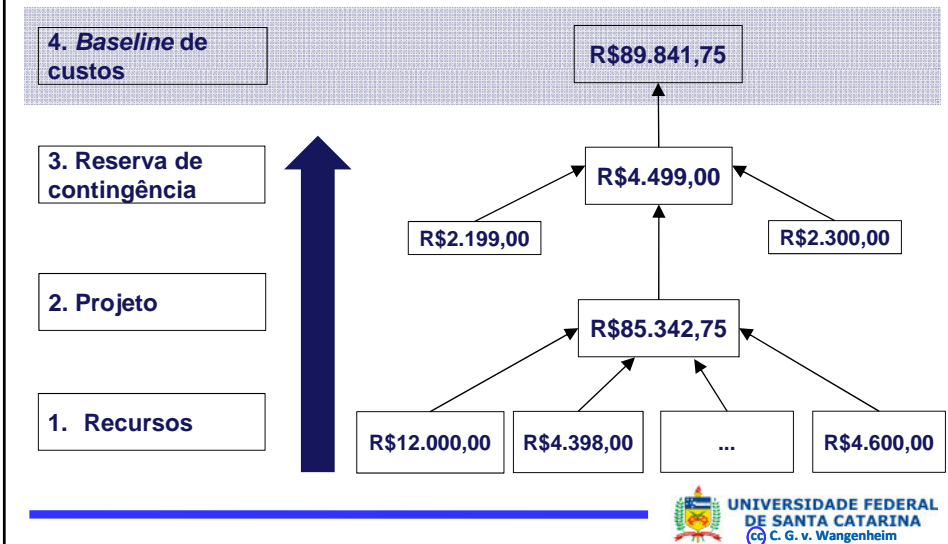 4. Baseline de
custos
R$89.841,75
3. Reserva de
contingência
R$4.499,00
R$2.199,00
R$2.300,00
2. Projeto
R$85.342,75
1. Recursos
R$12.000,00
R$4.398,00
...
R$4.600,00
UNIVERSIDADE FEDERAL
DE SANTA CATARINA
cc C. G. v. Wangenheim